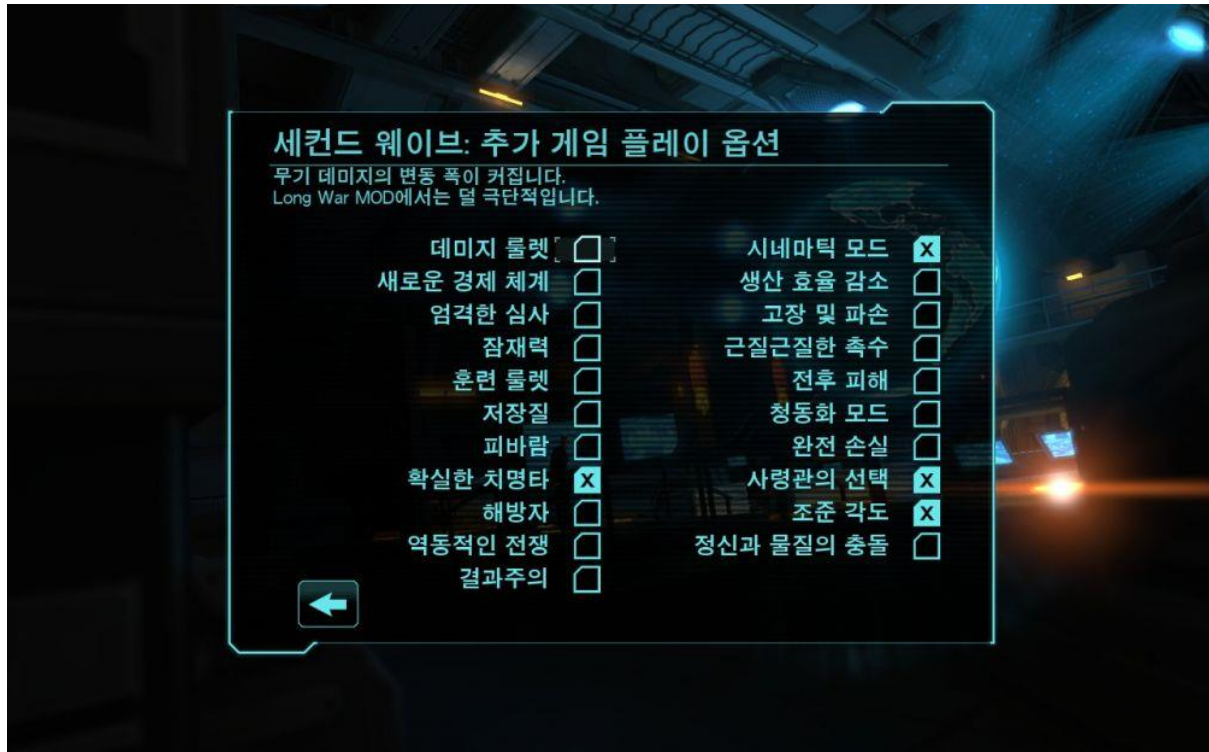 세컨드 웨이브: 추가 게임 플레이 옵션
무기 데미지의 변동 폭이 커집니다.
Long War MOD에서는 덜 극단적입니다.
데미지 룰렛
새로운 경제 체계
엄격한 심사
잠재력
훈련 룰렛
저장질
피바람
확실한 치명타 X
해방자
역동적인 전쟁
결과주의
시네마틱 모드 X
생산 효율 감소
고장 및 파손
근질근질한 촉수
전후 피해
청동화 모드
완전 손실
사령관의 선택 X
조준 각도 X
정신과 물질의 충돌